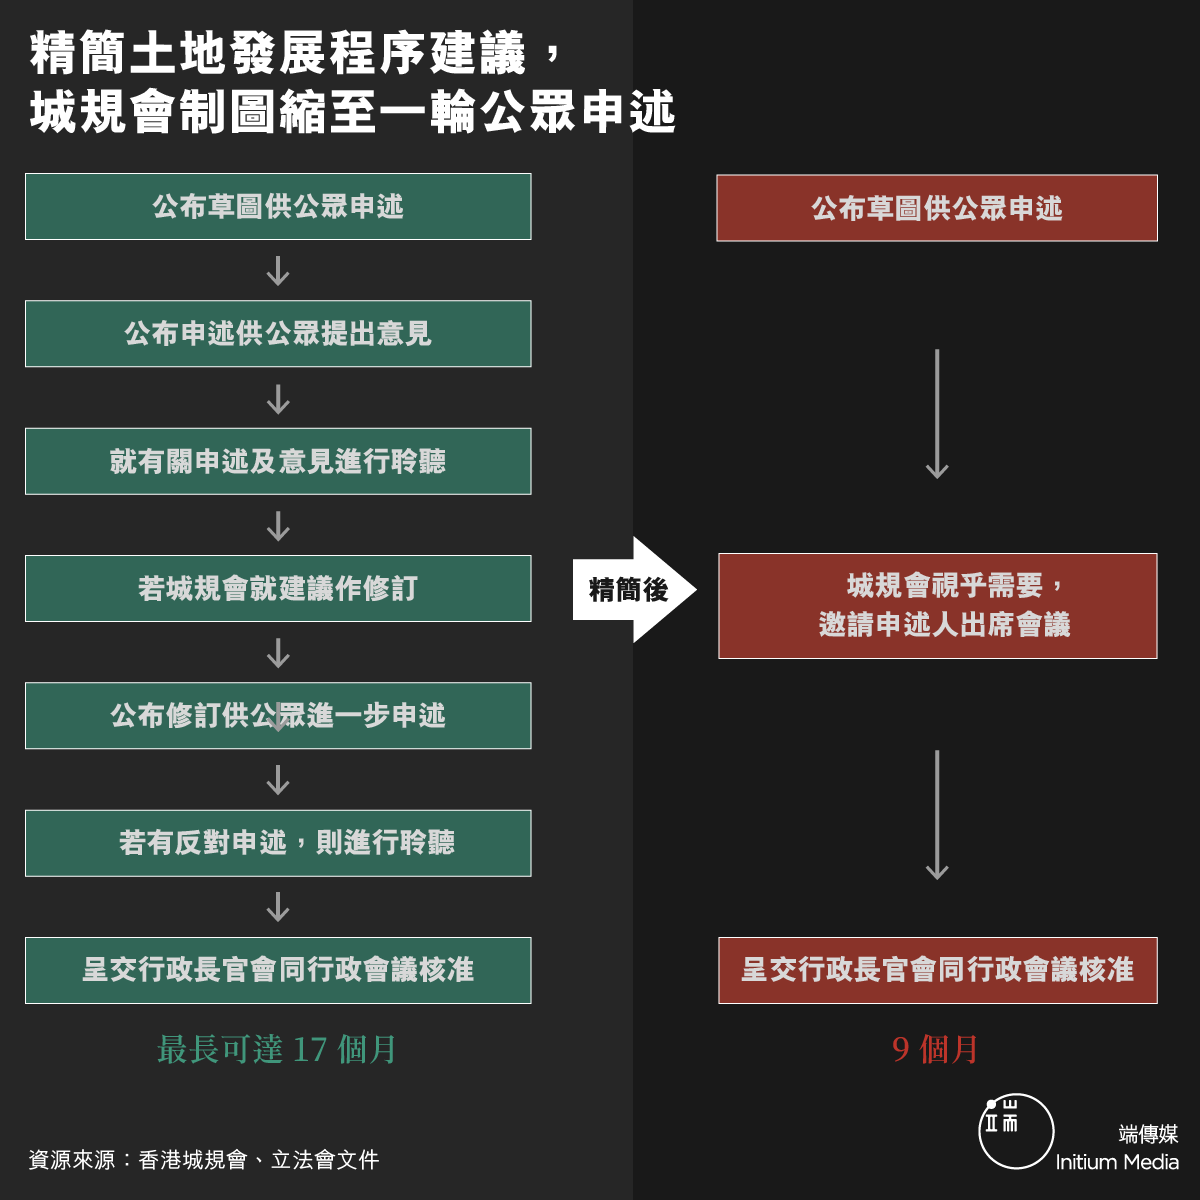 精簡土地發展程序建議，
城規會制圖縮至一輪公眾申述
公布草圖供公眾申述
公布申述供公眾提出意見
就有關申述及意見進行聆聽
若城規會就建議作修訂
公布修訂供公眾進一步申述
若有反對申述，則進行聆聽
呈交行政長官會同行政會議核准
最長可達 17 個月
精簡後
公布草圖供公眾申述
城規會視乎需要，
邀請申述人出席會議
呈交行政長官會同行政會議核准
9 個月
資源來源：香港城規會、立法會文件
端
端傳媒
Initium Media